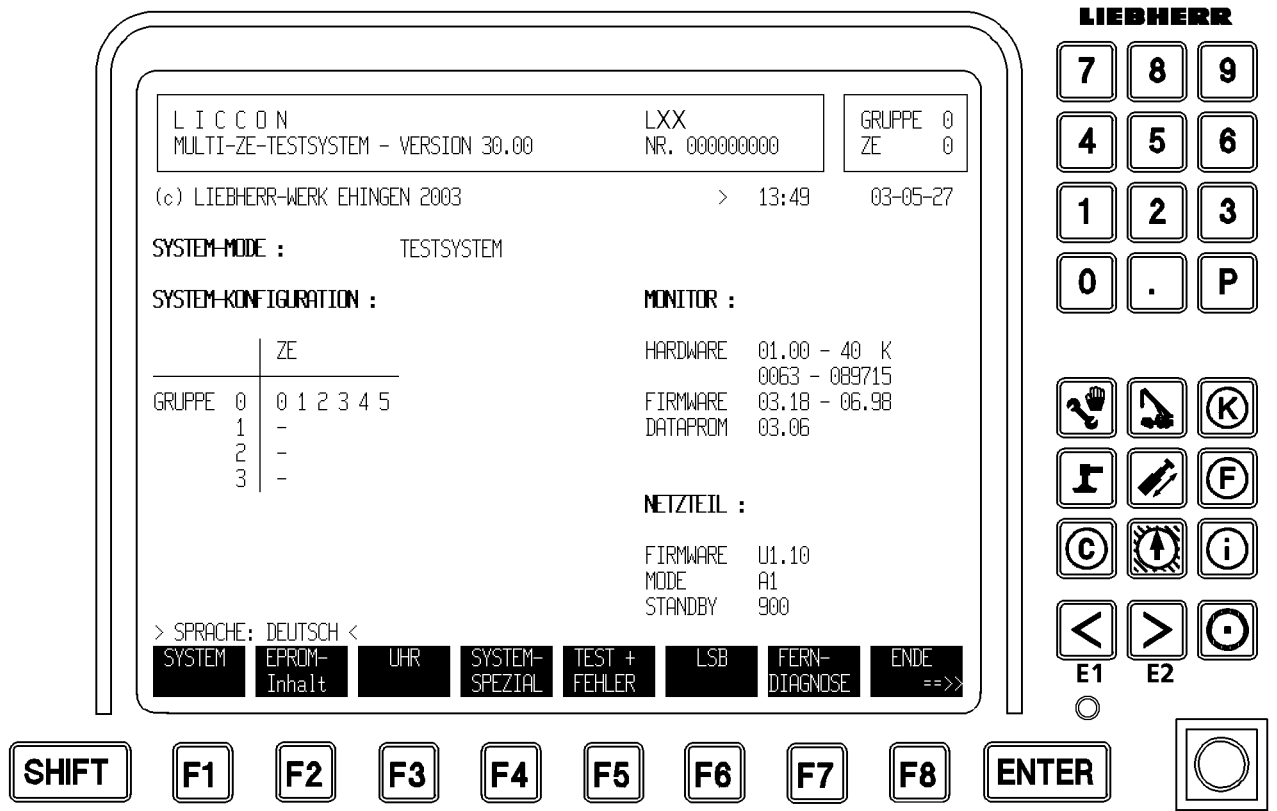 LIEBHERR
7 8 9
4 5 6
1 2 3
0 . P
K
F
C i
< > 
E1 E2
L I C C O N LXX GRUPPE 0
MULTI-ZE-TESTSYSTEM - VERSION 30.00 NR. 000000000 ZE 0
(c) LIEBHERR-WERK EHINGEN 2003 > 13:49 03-05-27
SYSTEM-MODE : TESTSYSTEM
SYSTEM-KONFIGURATION : MONITOR :
ZE HARDWARE 01.00 - 40 K
0063 - 089715
GRUPPE 0 0 1 2 3 4 5 FIRMWARE 03.18 - 06.98
1 - DATAPROM 03.06
2 -
3 -
NETZTEIL :
FIRMWARE U1.10
MODE A1
STANDBY 900
> SPRACHE: DEUTSCH <
SYSTEM EPROM- UHR SYSTEM- TEST + LSB FERN- ENDE
Inhalt SPEZIAL FEHLER DIAGNOSE ==>>
SHIFT F1 F2 F3 F4 F5 F6 F7 F8 ENTER